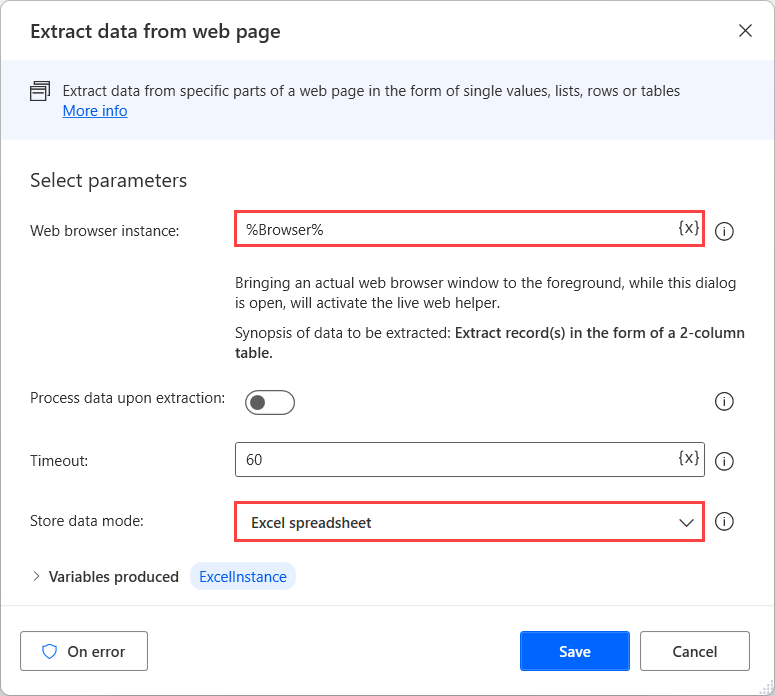 Extract data from web page
Extract data from specific parts of a web page in the form of single values, lists, rows or tables
More info
Select parameters
Web browser instance:
%Browser%
{x}
Bringing an actual web browser window to the foreground, while this dialog
is open, will activate the live web helper.
Synopsis of data to be extracted: Extract record(s) in the form of a 2-column
table.
Process data upon extraction:
Timeout:
60
{x}
Store data mode:
Excel spreadsheet
Variables produced
ExcelInstance
On error
Save
Cancel